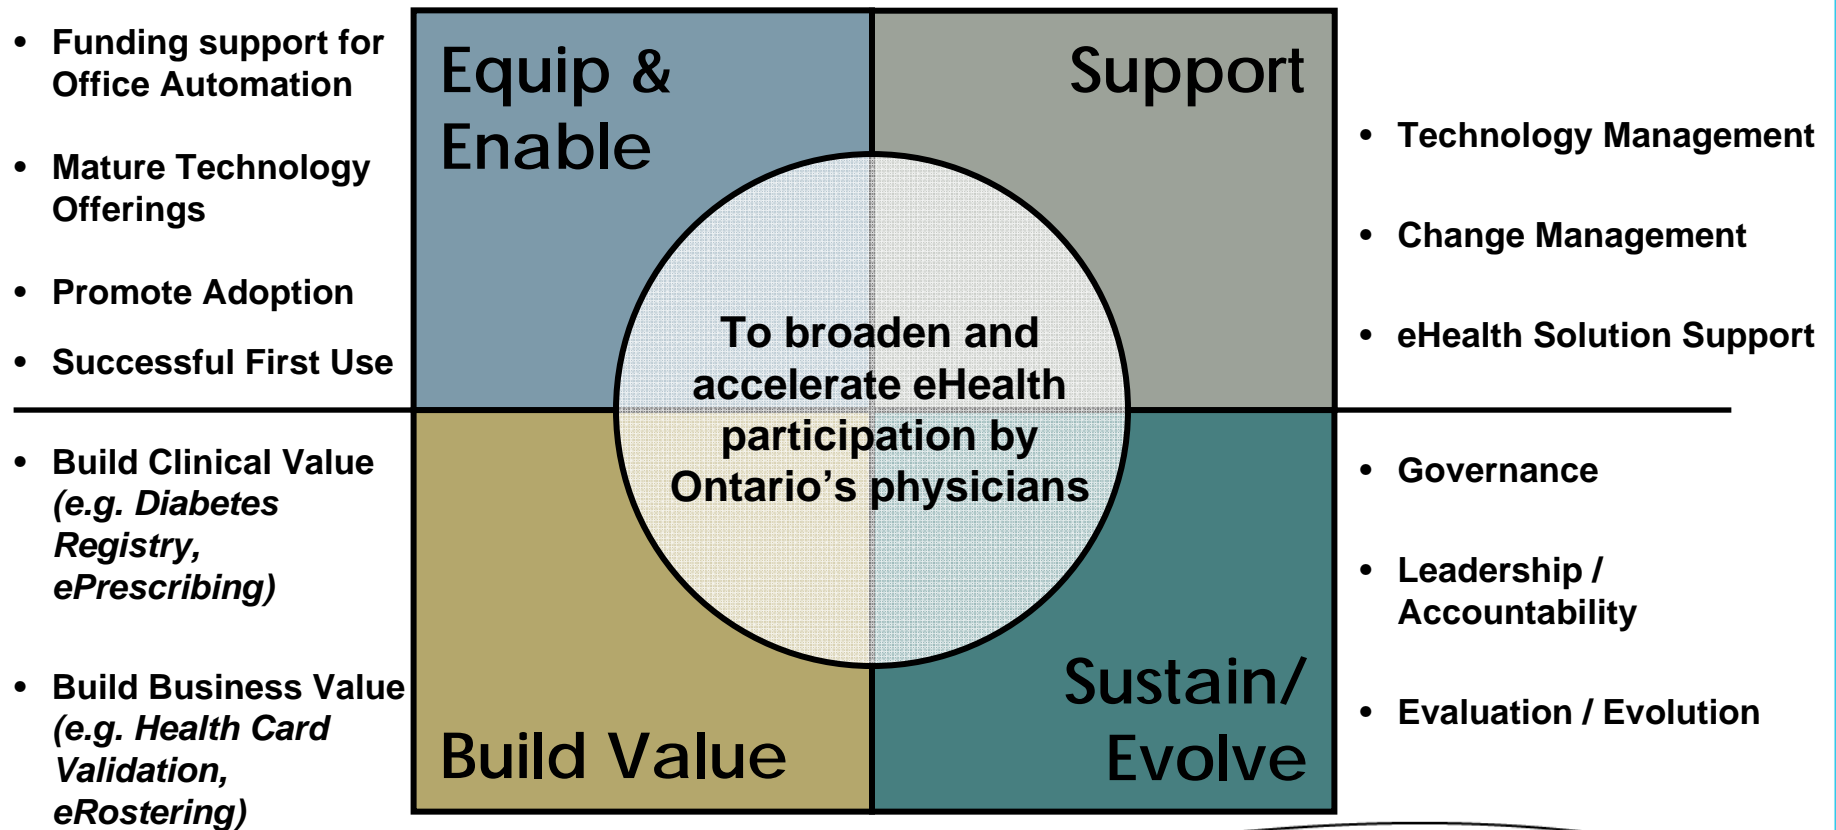 • Funding support for
Office Automation
• Mature Technology
Offerings
• Promote Adoption
• Successful First Use
Equip &
Enable
Support
• Technology Management
• Change Management
• eHealth Solution Support
To broaden and
accelerate eHealth
participation by
Ontario’s physicians
• Build Clinical Value
(e.g. Diabetes
Registry,
ePrescribing)
• Build Business Value
(e.g. Health Card
Validation,
eRostering)
Build Value
Sustain/
Evolve
• Governance
• Leadership /
Accountability
• Evaluation / Evolution